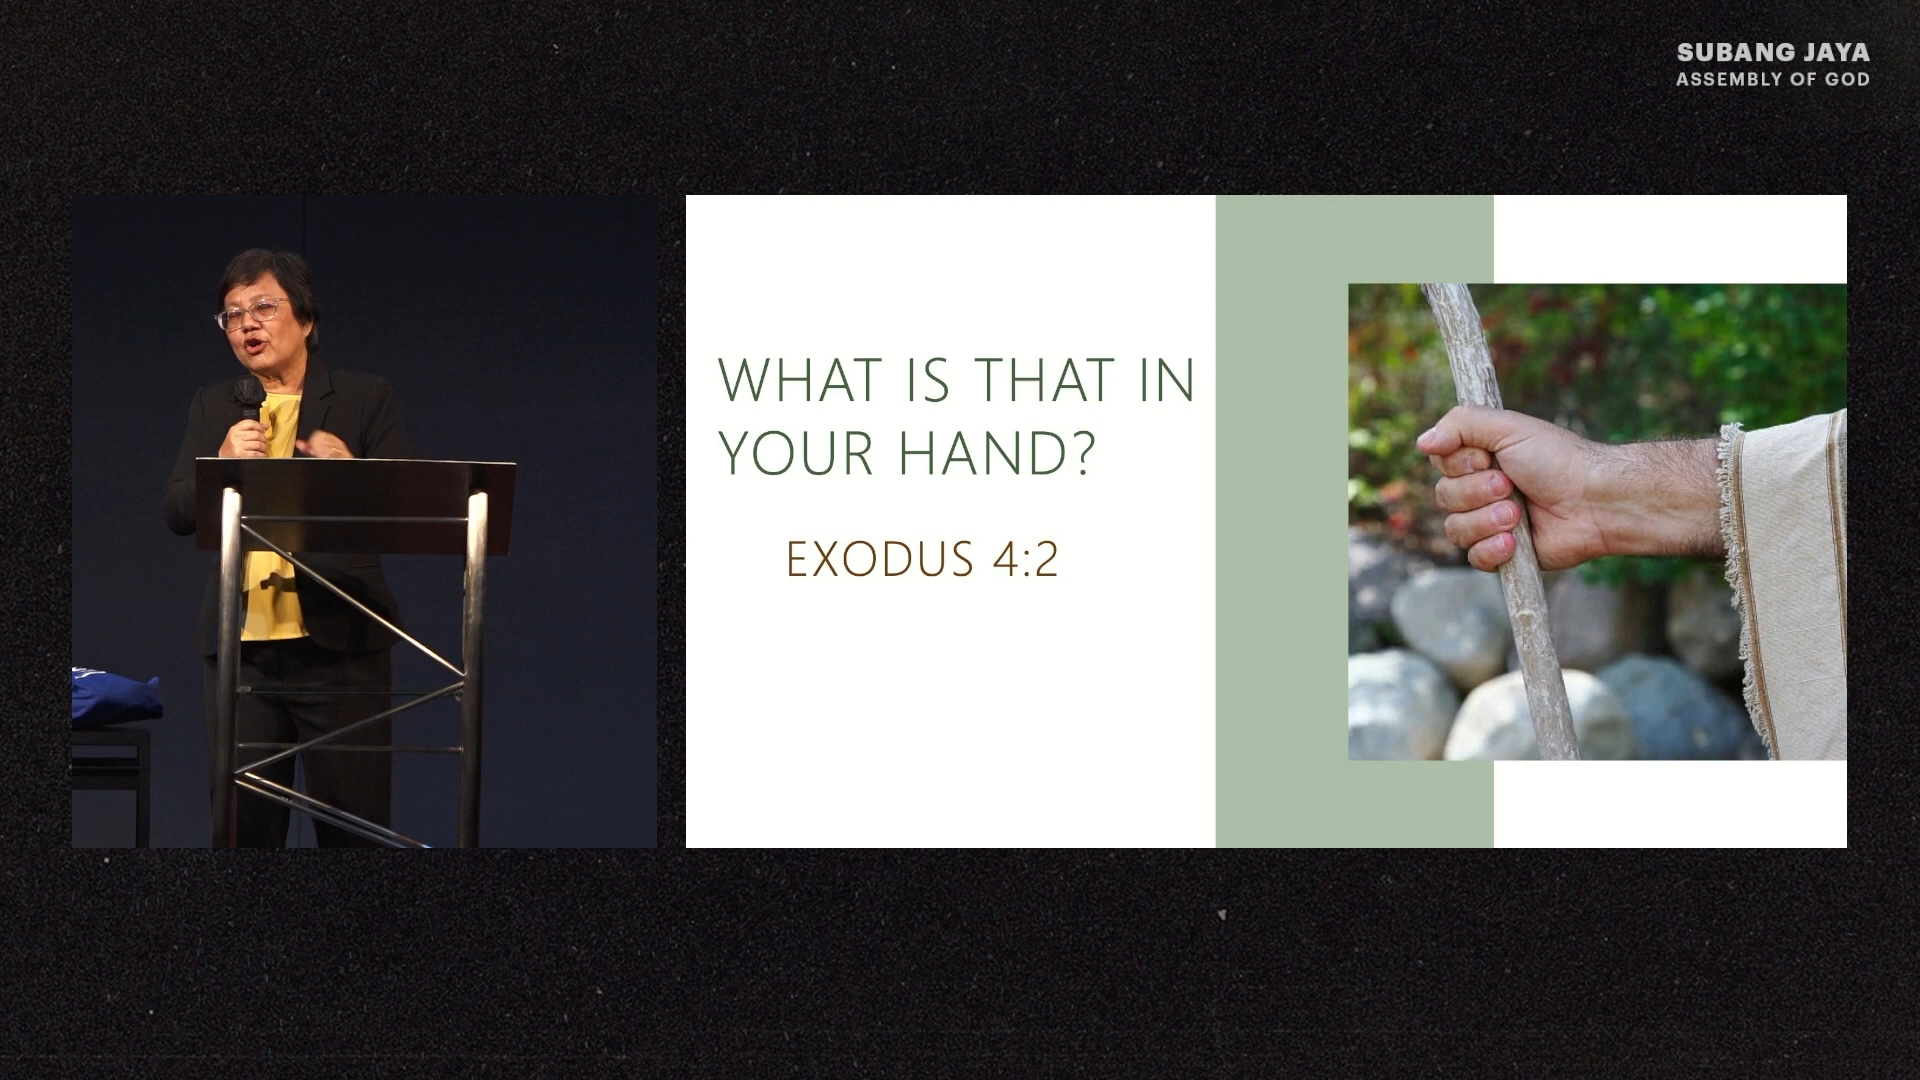 SUBANG JAYA
ASSEMBLY OF GOD
WHAT IS THAT IN
YOUR HAND?
EXODUS 4:2